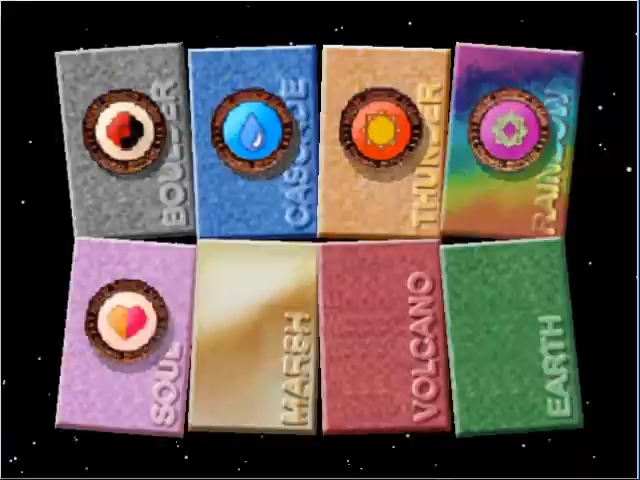 BOULDER
CASCADE
THUNDER
RAINBOW
SOUL
MARSH
VOLCANO
EARTH